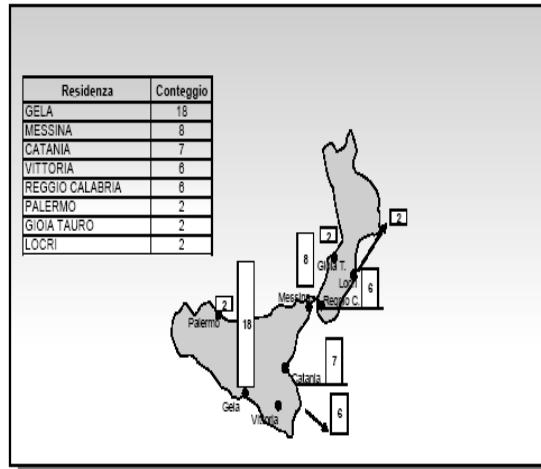 Residenza Conteggio
GELA 18
MESSINA 8
CATANIA 7
VITTORIA 6
REGGIO CALABRIA 6
PALERMO 2
GIOIA TAURO 2
LOCRI 2
2
2
Gioia T.
8
Locri
Messina
Reggio C.
6
2
Palermo
18
7
Catania
Gela
Vittoria
6